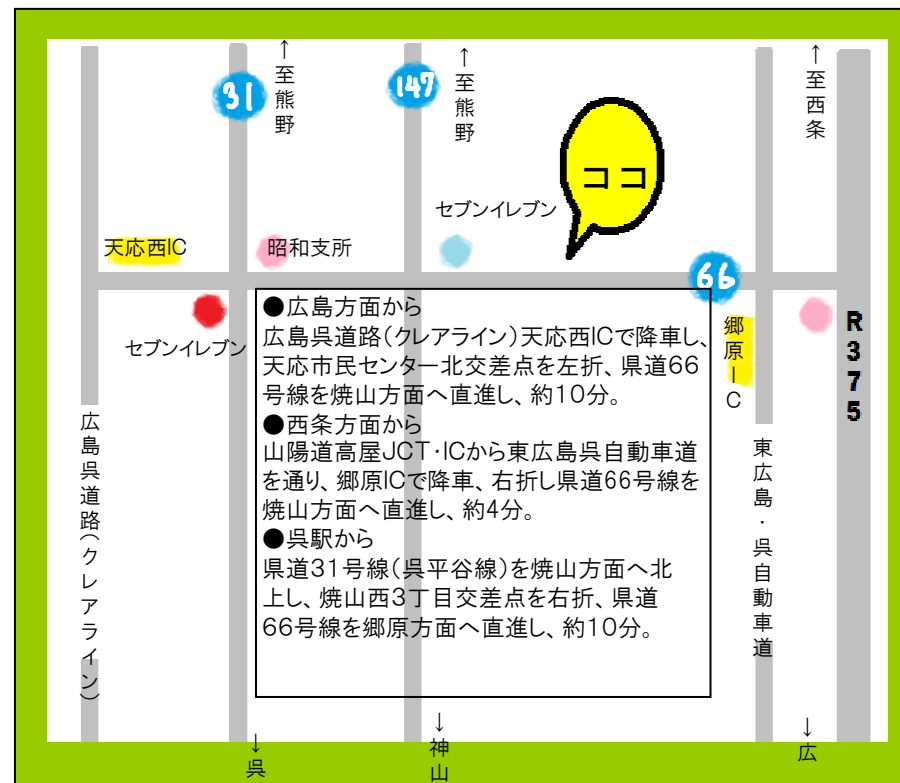 ↑至熊野
31
↑至熊野
147
↑至西条
ココ
セブンイレブン
天応西IC
昭和支所
66
セブンイレブン
郷原IC
R375
●広島方面から
広島呉道路(クレアライン)天応西ICで降車し、
天応市民センター北交差点を左折、県道66
号線を焼山方面へ直進し、約10分。
●西条方面から
山陽道高屋JCT・ICから東広島呉自動車道
を通り、郷原ICで降車、右折し県道66号線を
焼山方面へ直進し、約4分。
●呉駅から
県道31号線(呉平谷線)を焼山方面へ北
上し、焼山西3丁目交差点を右折、県道
66号線を郷原方面へ直進し、約10分。
広島呉道路(クレアライン)
東広島・呉自動車道
↓呉
↓神山
↓広